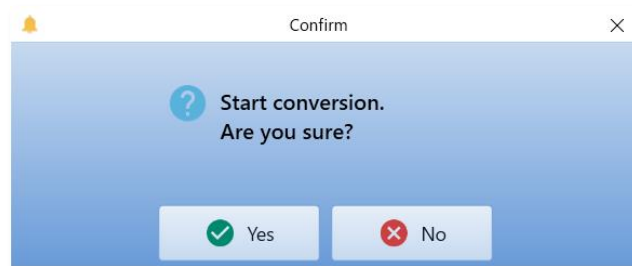 Confirm
Start conversion.
Are you sure?
Yes
No